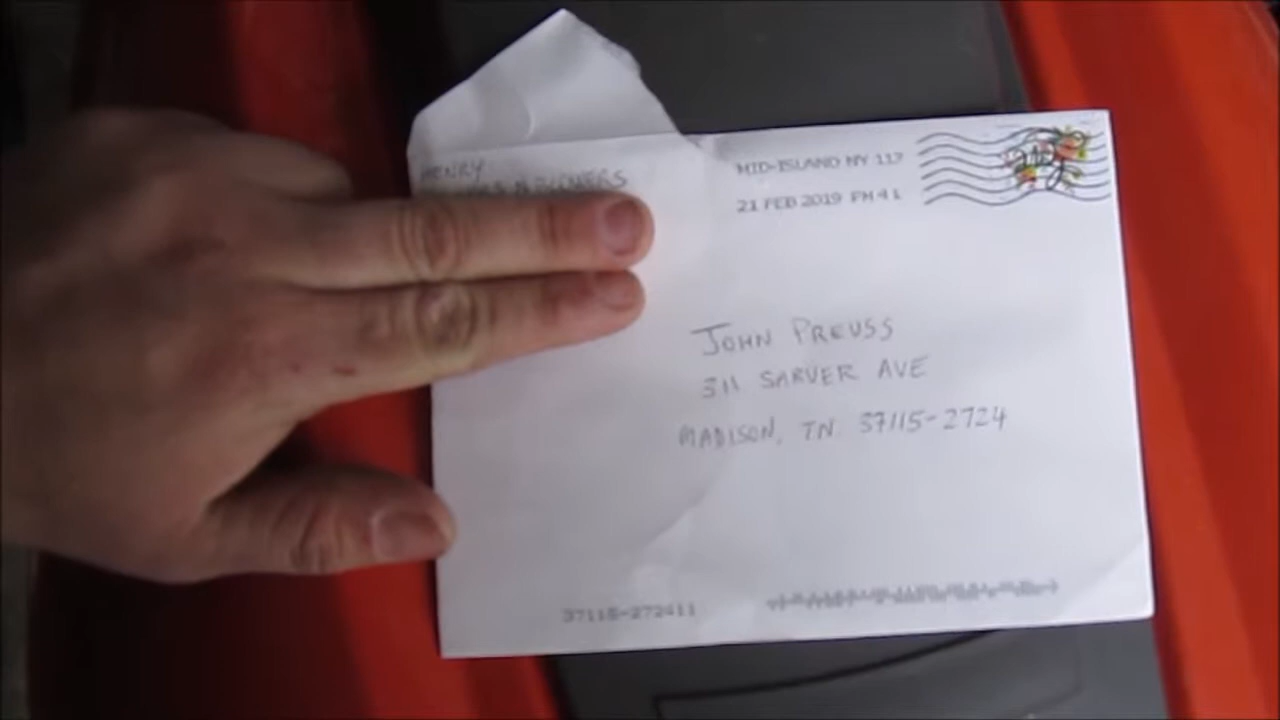 HENRY
MID-ISLAND NY 117
21 FEB 2019 PM 4 L
JOHN PREUSS
311 SARVER AVE
MADISON, TN 37115-2724
37115-272411